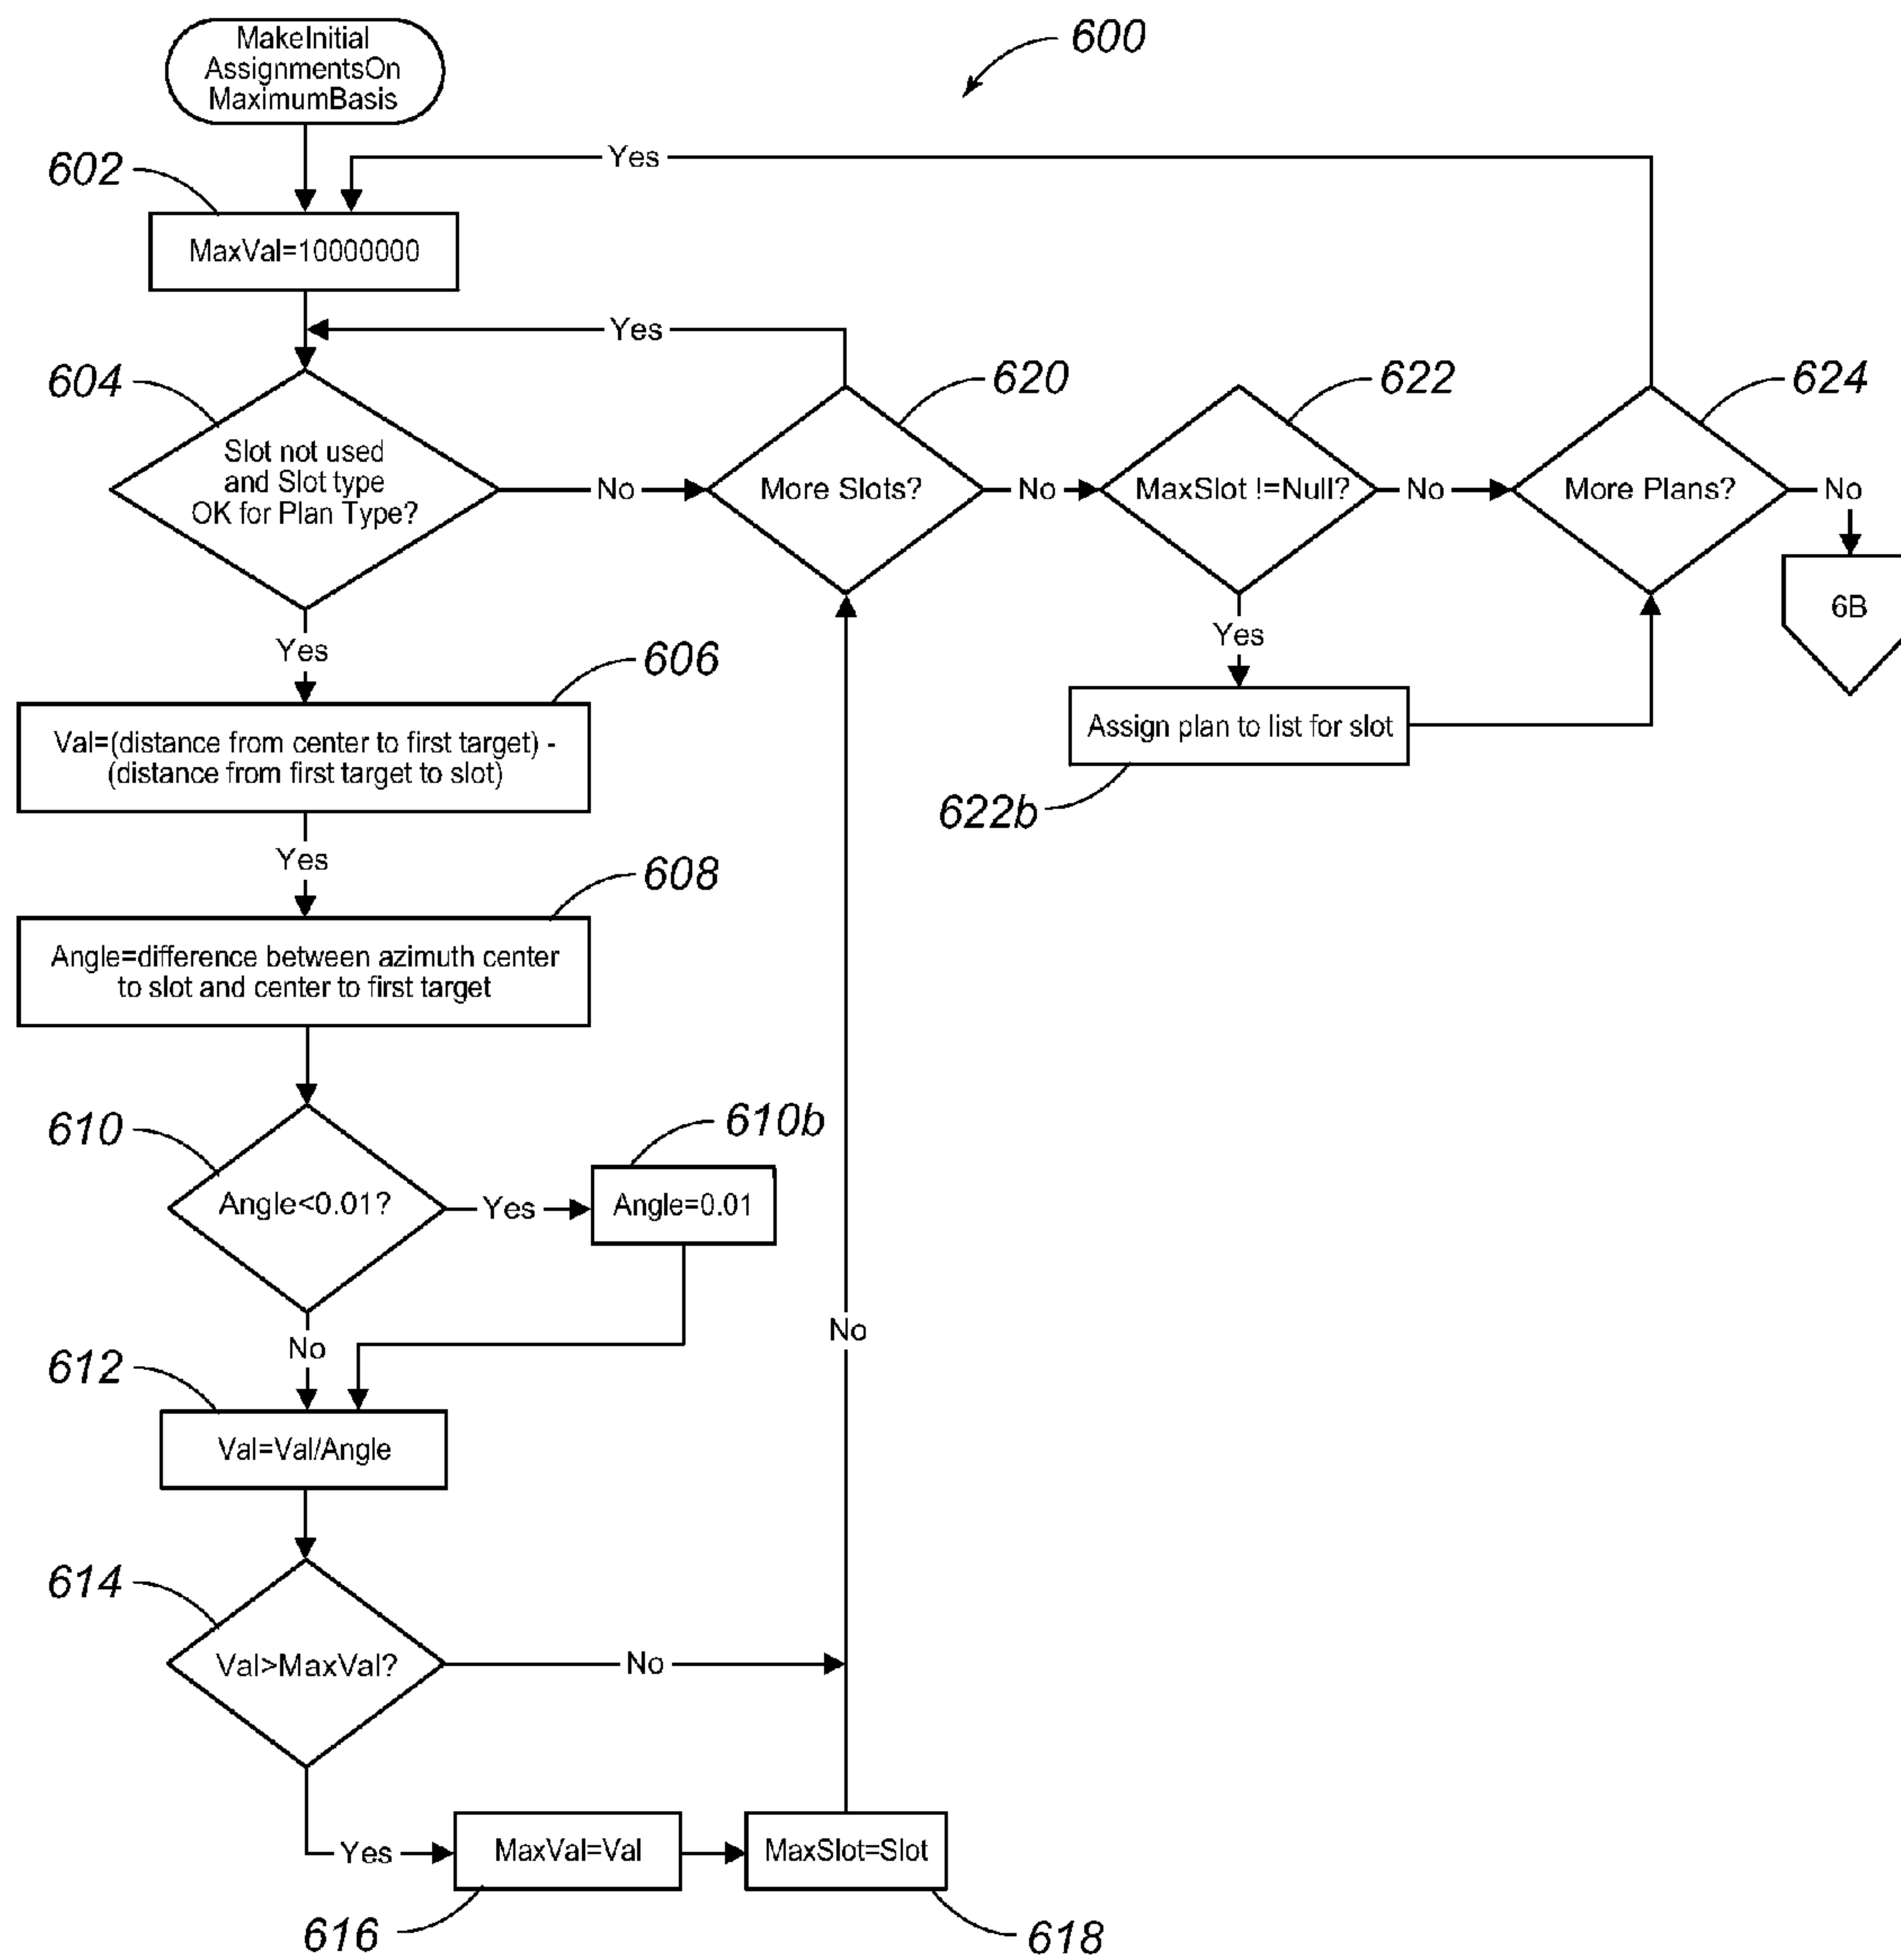 MakeInitial
AssignmentsOn
MaximumBasis
600
Yes
602
MaxVal=10000000
Yes
604
620
622
624
Slot not used
and Slot type
OK for Plan Type?
No
More Slots?
No
MaxSlot !=Null?
No
More Plans?
No
6B
Yes
Yes
606
Val=(distance from center to first target) -
(distance from first target to slot)
Assign plan to list for slot
622b
Yes
608
Angle=difference between azimuth center
to slot and center to first target
610
610b
Angle<0.01?
Yes
Angle=0.01
No
No
612
Val=Val/Angle
614
Val>MaxVal?
No
Yes
MaxVal=Val
MaxSlot=Slot
616
618